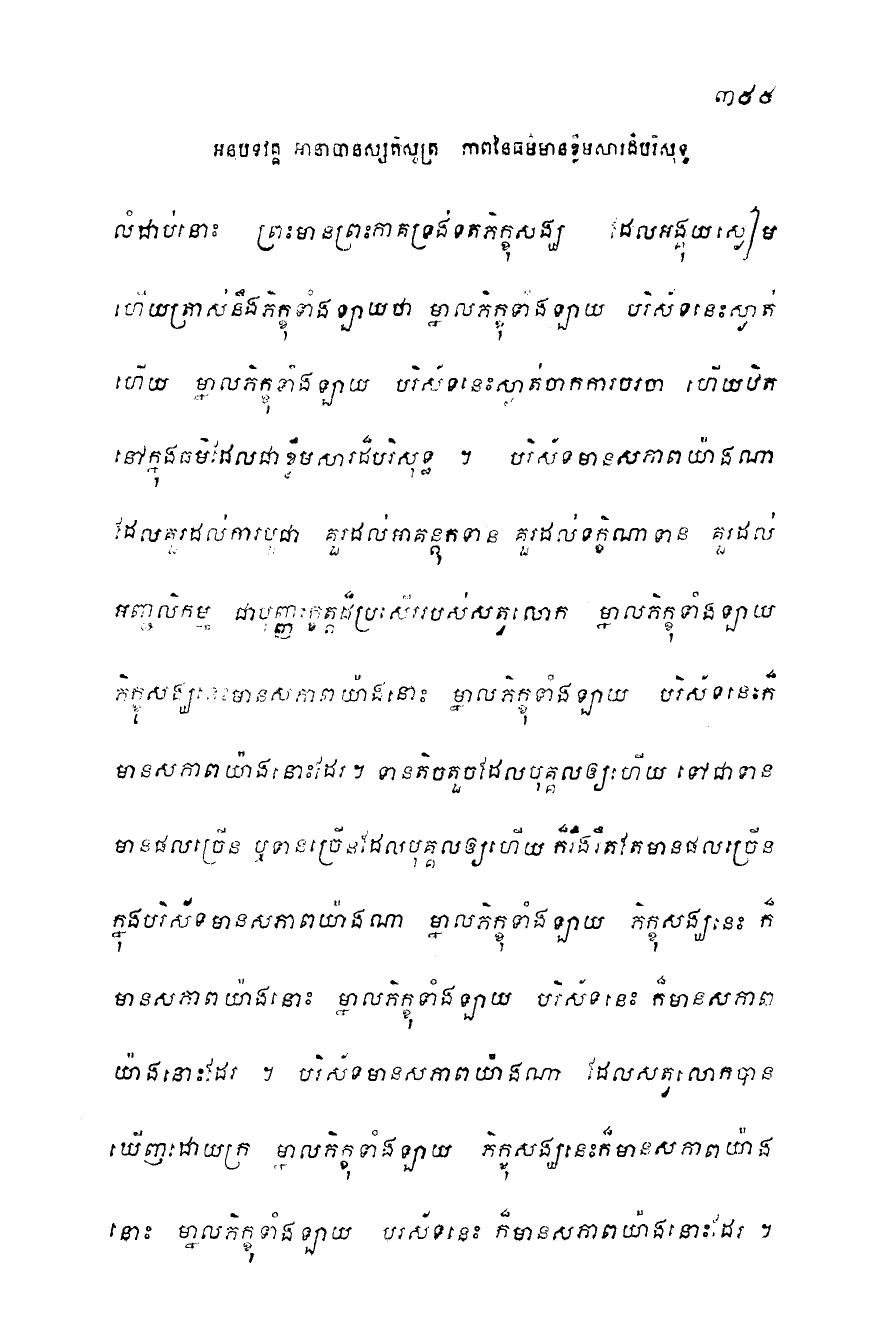 ៣៩៥
អនុបទវគ្គ អានាបានស្សតិសូត្រ ភាពនៃធម៌មានខ្លឹមសារដ៏បរិសុទ្ធ
លំដាប់នោះ ព្រះមានព្រះភាគទ្រង់ទតភិក្ខុសង្ឃ ដែលអង្គុយស្ងៀម
ហើយត្រាស់នឹងភិក្ខុទាំងឡាយថា ម្នាលភិក្ខុទាំងឡាយ បរិស័ទនេះស្ងាត់
ហើយ ម្នាលភិក្ខុទាំងឡាយ បរិស័ទនេះស្ងាត់ចាកការចរចា ហើយឋិត
នៅក្នុងធម៌ដែលជាខ្លឹមសារដ៏បរិសុទ្ធ ។ បរិស័ទមានសភាពយ៉ាងណា
ដែលគួរដល់ការបូជា គួរដល់អាគន្តុកទាន គួរដល់ទក្ខិណាទាន គួរដល់
អញ្ជលិកម្ម ជាបុញ្ញក្ខេត្តដ៏ប្រសើររបស់សត្វលោក ម្នាលភិក្ខុទាំងឡាយ
ភិក្ខុសង្ឃនេះមានសភាពយ៉ាងនោះ ម្នាលភិក្ខុទាំងឡាយ បរិស័ទនេះក៏
មានសភាពយ៉ាងនោះដែរ។ ទានតិចតួចដែលបុគ្គលឲ្យហើយ ទៅជាទាន
មានផលច្រើន ឬទានច្រើនដែលបុគ្គលឲ្យហើយ ក៏រឹងរឹតតែមានផលច្រើន
ក្នុងបរិស័ទមានសភាពយ៉ាងណា ម្នាលភិក្ខុទាំងឡាយ ភិក្ខុសង្ឃនេះ ក៏
មានសភាពយ៉ាងនោះ ម្នាលភិក្ខុទាំងឡាយ បរិស័ទនេះ ក៏មានសភាព
យ៉ាងនោះដែរ ។ បរិស័ទមានសភាពយ៉ាងណា ដែលសត្វលោកបាន
ឃើញដោយក្រ ម្នាលភិក្ខុទាំងឡាយ ភិក្ខុសង្ឃនេះក៏មានសភាពយ៉ាង
នោះ ម្នាលភិក្ខុទាំងឡាយ បរិស័ទនេះ ក៏មានសភាពយ៉ាងនោះដែរ ។